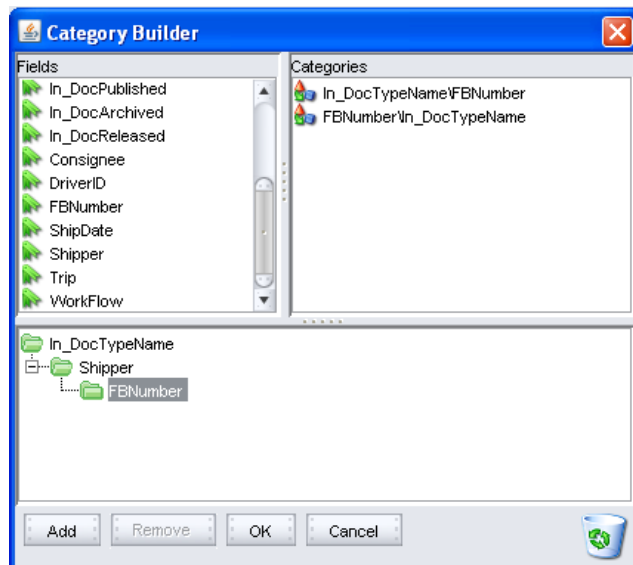 Category Builder
Fields
In_DocPublished
In_DocArchived
In_DocReleased
Consignee
DriverID
FBNumber
ShipDate
Shipper
Trip
WorkFlow
Categories
In_DocTypeName\FBNumber
FBNumber\In_DocTypeName
In_DocTypeName
Shipper
FBNumber
Add
Remove
OK
Cancel